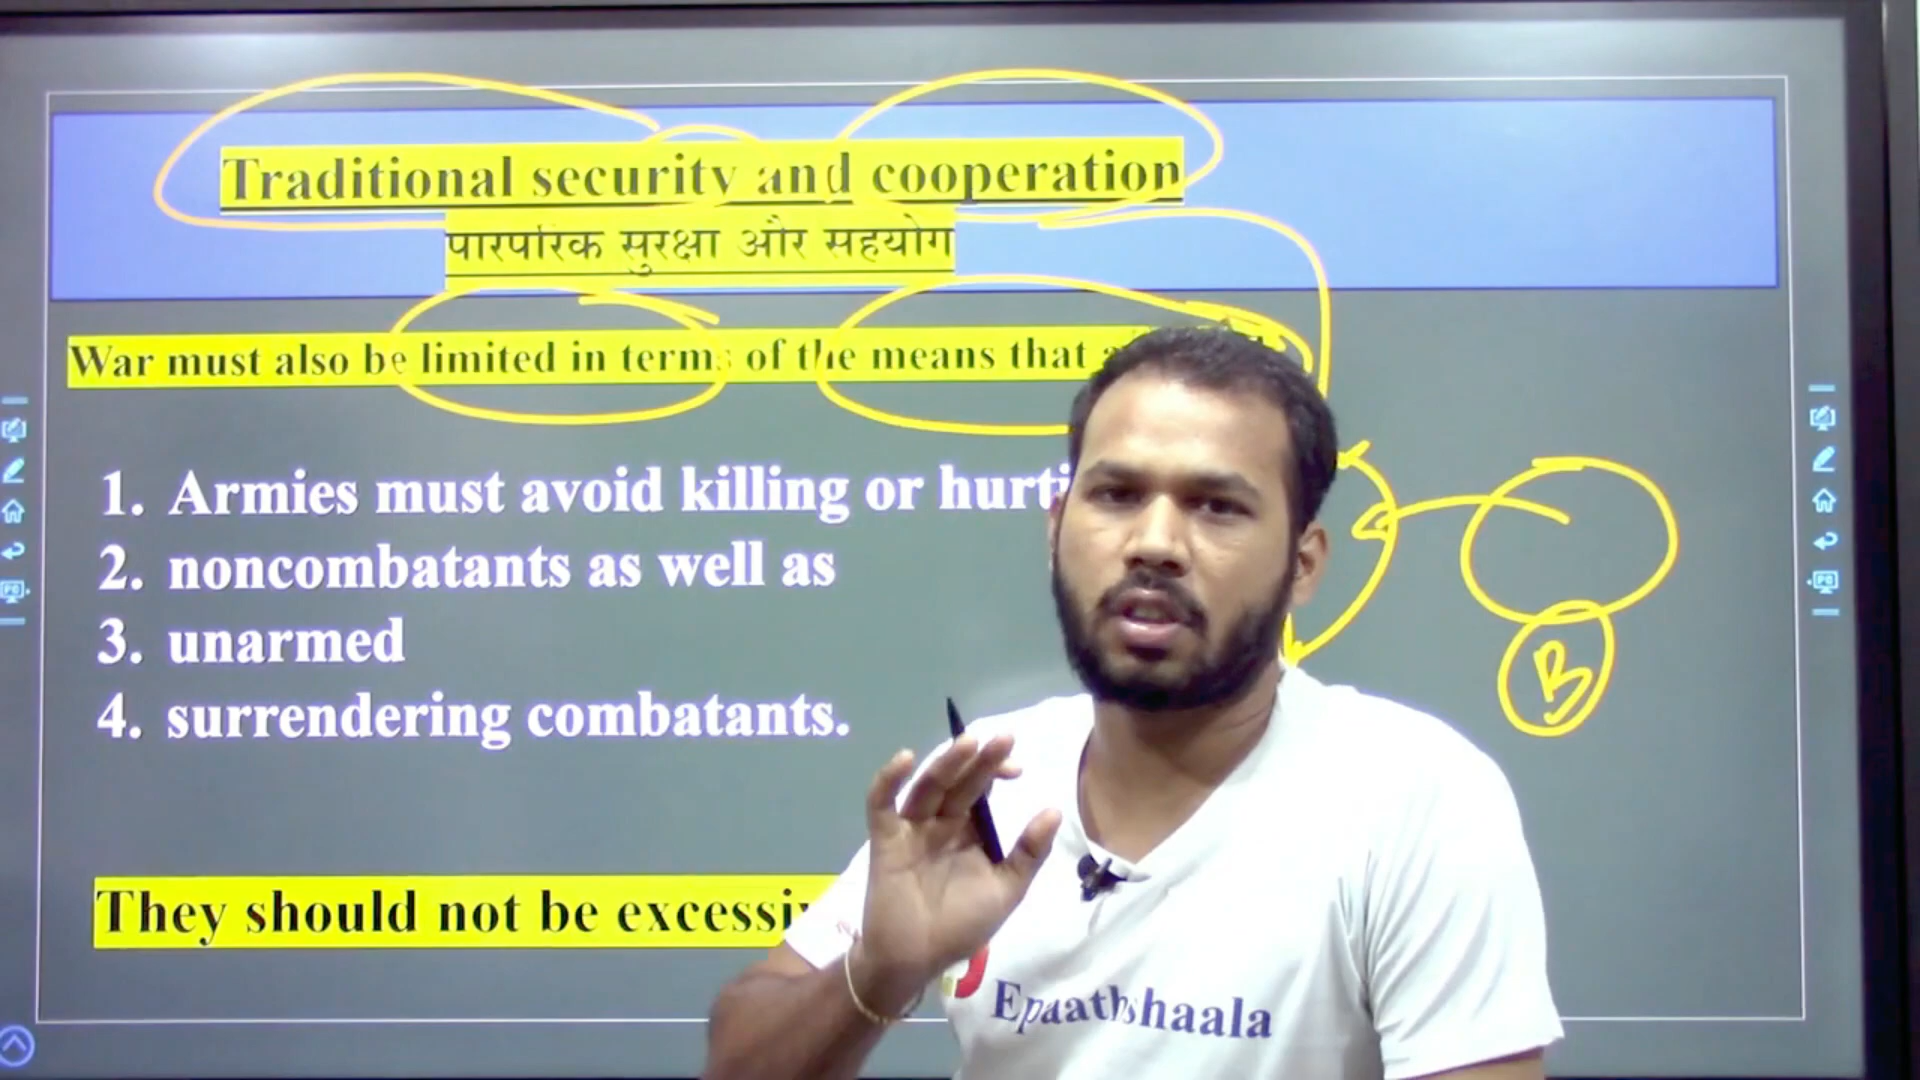 Traditional security and cooperation
पारंपरिक सुरक्षा और सहयोग
War must also be limited in terms of the means that
1. Armies must avoid killing or
2. noncombatants as well as
3. unarmed
4. surrendering combatants.
B
They should not be
Epaathshaala
PC
PC